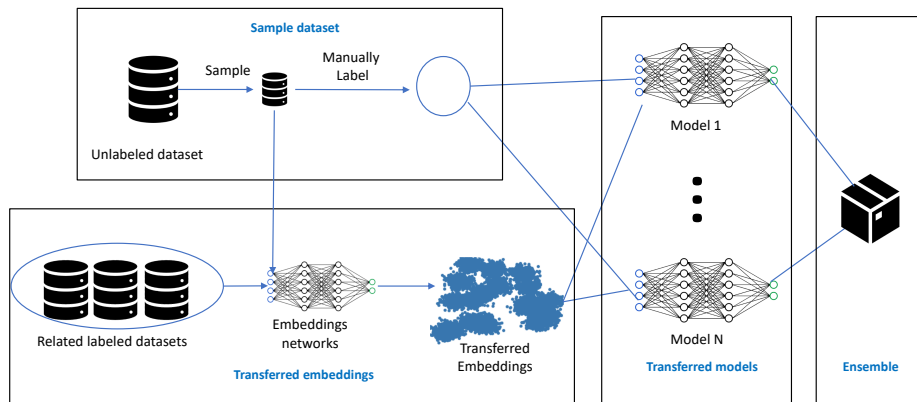 Sample dataset
Sample
Manually
Label
Unlabeled dataset
Related labeled datasets
Embeddings
networks
Transferred
Embeddings
Transferred embeddings
Model 1
Model N
Transferred models
Ensemble